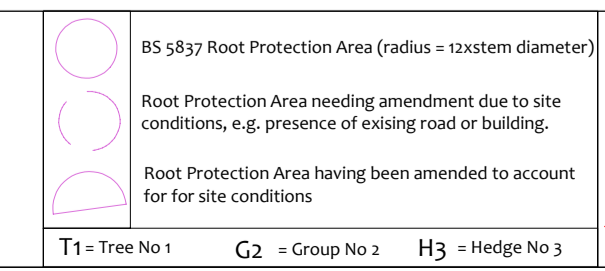 BS 5837 Root Protection Area (radius = 12xstem diameter)
Root Protection Area needing amendment due to site
conditions, e.g. presence of exising road or building.
Root Protection Area having been amended to account
for for site conditions
T1 = Tree No 1 G2 = Group No 2 H3 = Hedge No 3